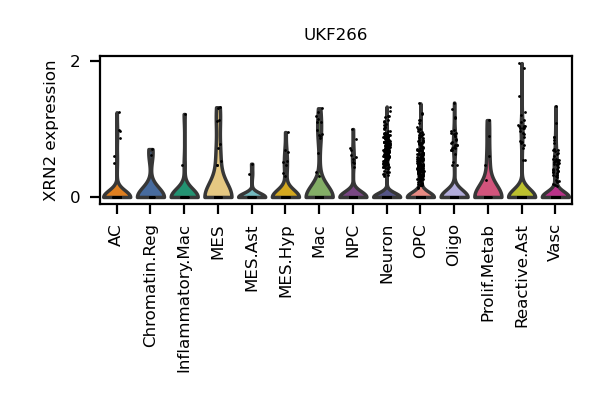 UKF266
XRN2 expression
2
0
AC
Chromatin.Reg
Inflammatory.Mac
MES
MES.Ast
MES.Hyp
Mac
NPC
Neuron
OPC
Oligo
Prolif.Metab
Reactive.Ast
Vasc